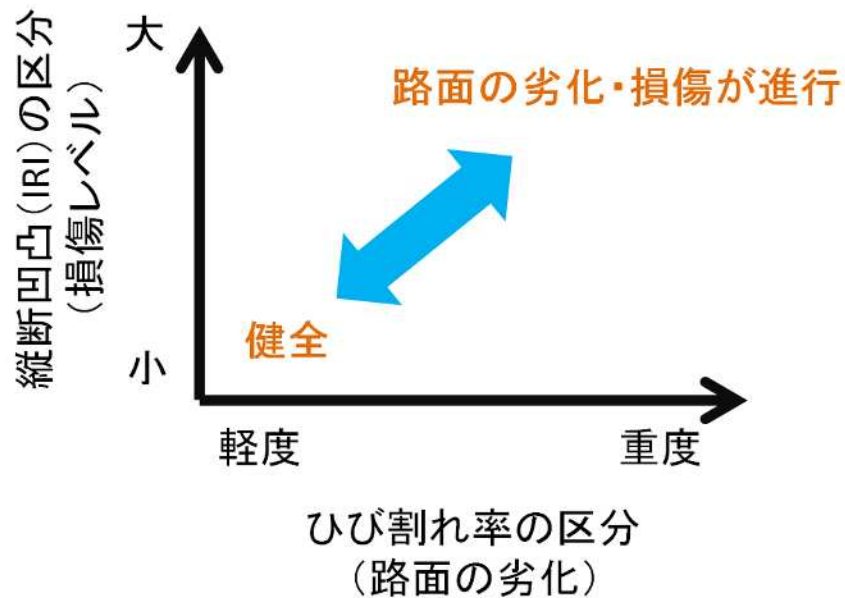 縦断凹凸(IRI)の区分
(損傷レベル)
大
路面の劣化・損傷が進行
健全
小
軽度
重度
ひび割れ率の区分
(路面の劣化)